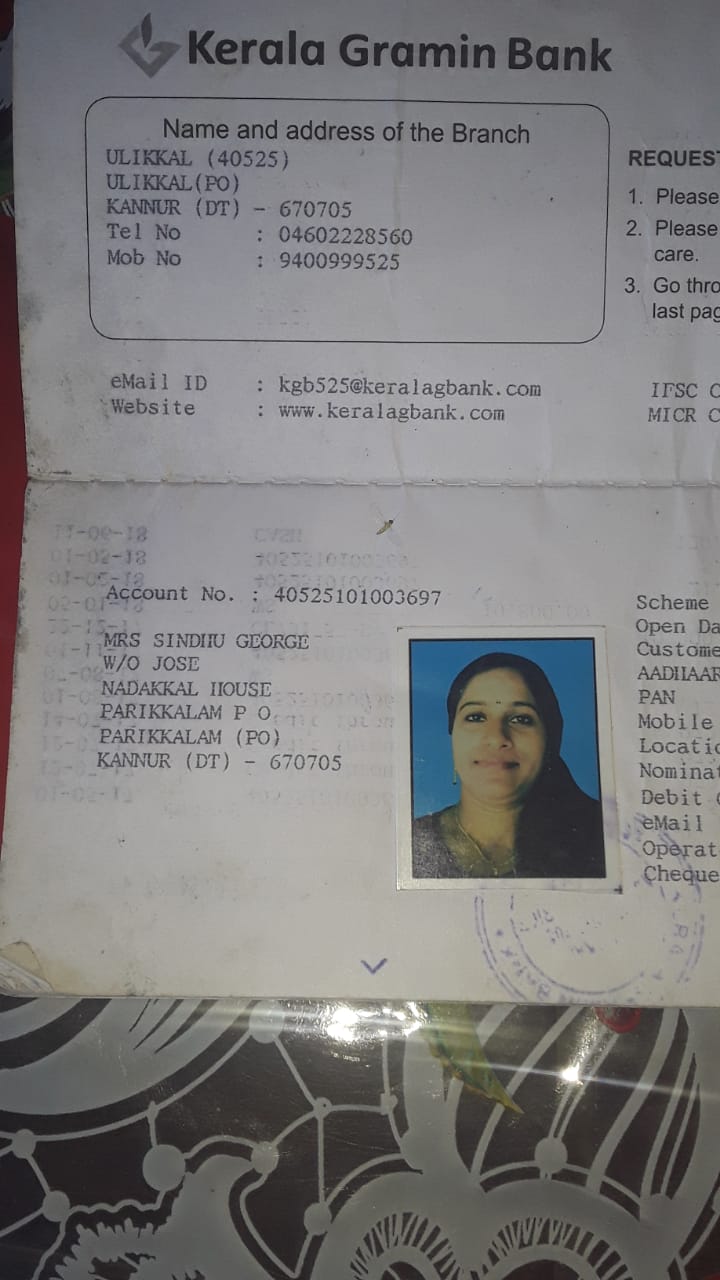 Kerala Gramin Bank
Name and address of the Branch
ULIKKAL (40525)
ULIKKAL(PO)
KANNUR (DT) - 670705
Tel No : 04602228560
Mob No : 9400999525
REQUEST
1. Please
2. Please
care.
3. Go thro
last pag
eMail ID : kgb525@keralagbank.com
Website : www.keralagbank.com
IFSC C
MICR C
Account No. : 40525101003697
MRS SINDHU GEORGE
W/O JOSE
NADAKKAL HOUSE
PARIKKALAM P O
PARIKKALAM (PO)
KANNUR (DT) - 670705
Scheme
Open Da
Custome
AADHAAR
PAN
Mobile
Locatio
Nominat
Debit
eMail
Operat
Cheque